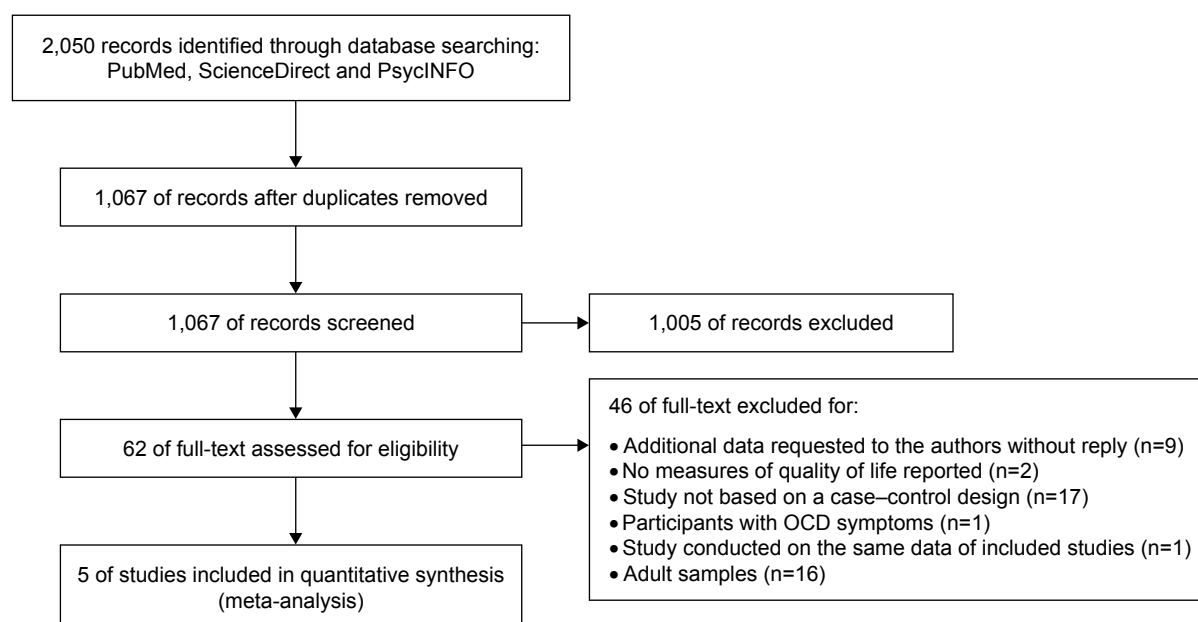 2,050 records identified through database searching:
PubMed, ScienceDirect and PsycINFO
1,067 of records after duplicates removed
1,067 of records screened
1,005 of records excluded
62 of full-text assessed for eligibility
46 of full-text excluded for:
• Additional data requested to the authors without reply (n=9)
• No measures of quality of life reported (n=2)
• Study not based on a case–control design (n=17)
• Participants with OCD symptoms (n=1)
• Study conducted on the same data of included studies (n=1)
• Adult samples (n=16)
5 of studies included in quantitative synthesis
(meta-analysis)